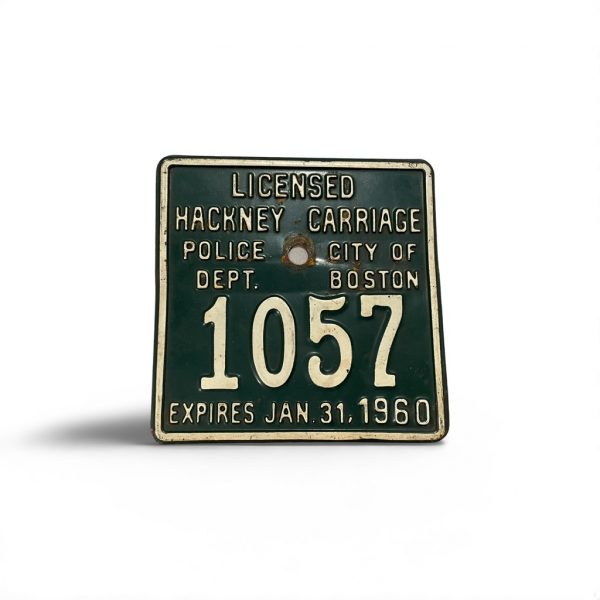 LICENSED
HACKNEY CARRIAGE
POLICE CITY OF
DEPT. BOSTON
1057
EXPIRES JAN. 31, 1960